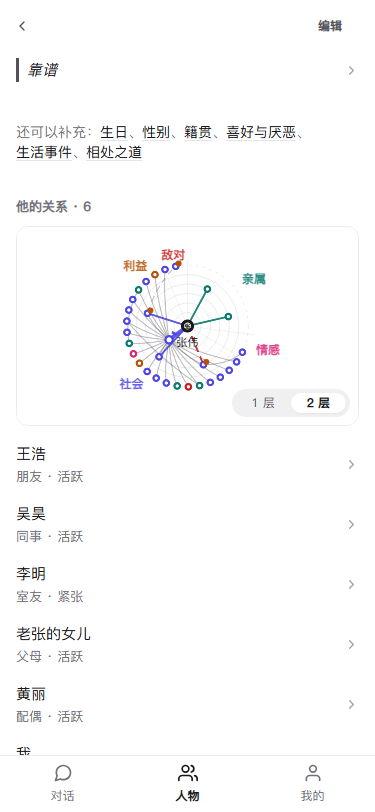 编辑
靠谱
还可以补充：生日、性别、籍贯、喜好与厌恶、
生活事件、相处之道
他的关系 · 6
敌对
利益
亲属
张伟
情感
社会
1 层
2 层
王浩
朋友 · 活跃
吴昊
同事 · 活跃
李明
室友 · 紧张
老张的女儿
父母 · 活跃
黄丽
配偶 · 活跃
我
对话
人物
我的